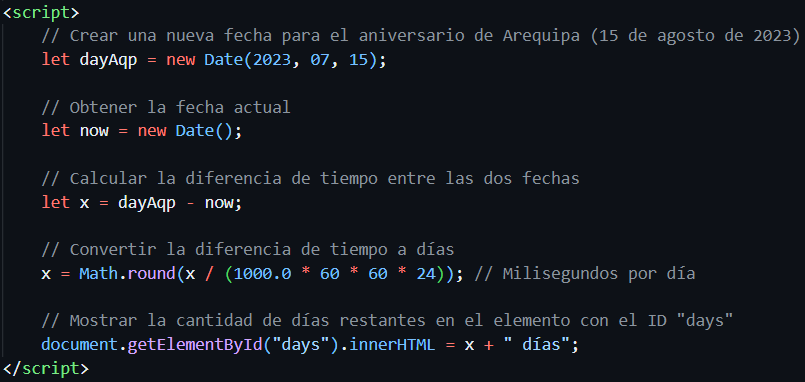 <script>
    // Crear una nueva fecha para el aniversario de Arequipa (15 de agosto de 2023)
    let dayAqp = new Date(2023, 07, 15);

    // Obtener la fecha actual
    let now = new Date();

    // Calcular la diferencia de tiempo entre las dos fechas
    let x = dayAqp - now;

    // Convertir la diferencia de tiempo a días
    x = Math.round(x / (1000.0 * 60 * 60 * 24)); // Milisegundos por día

    // Mostrar la cantidad de días restantes en el elemento con el ID "days"
    document.getElementById("days").innerHTML = x + " días";
</script>